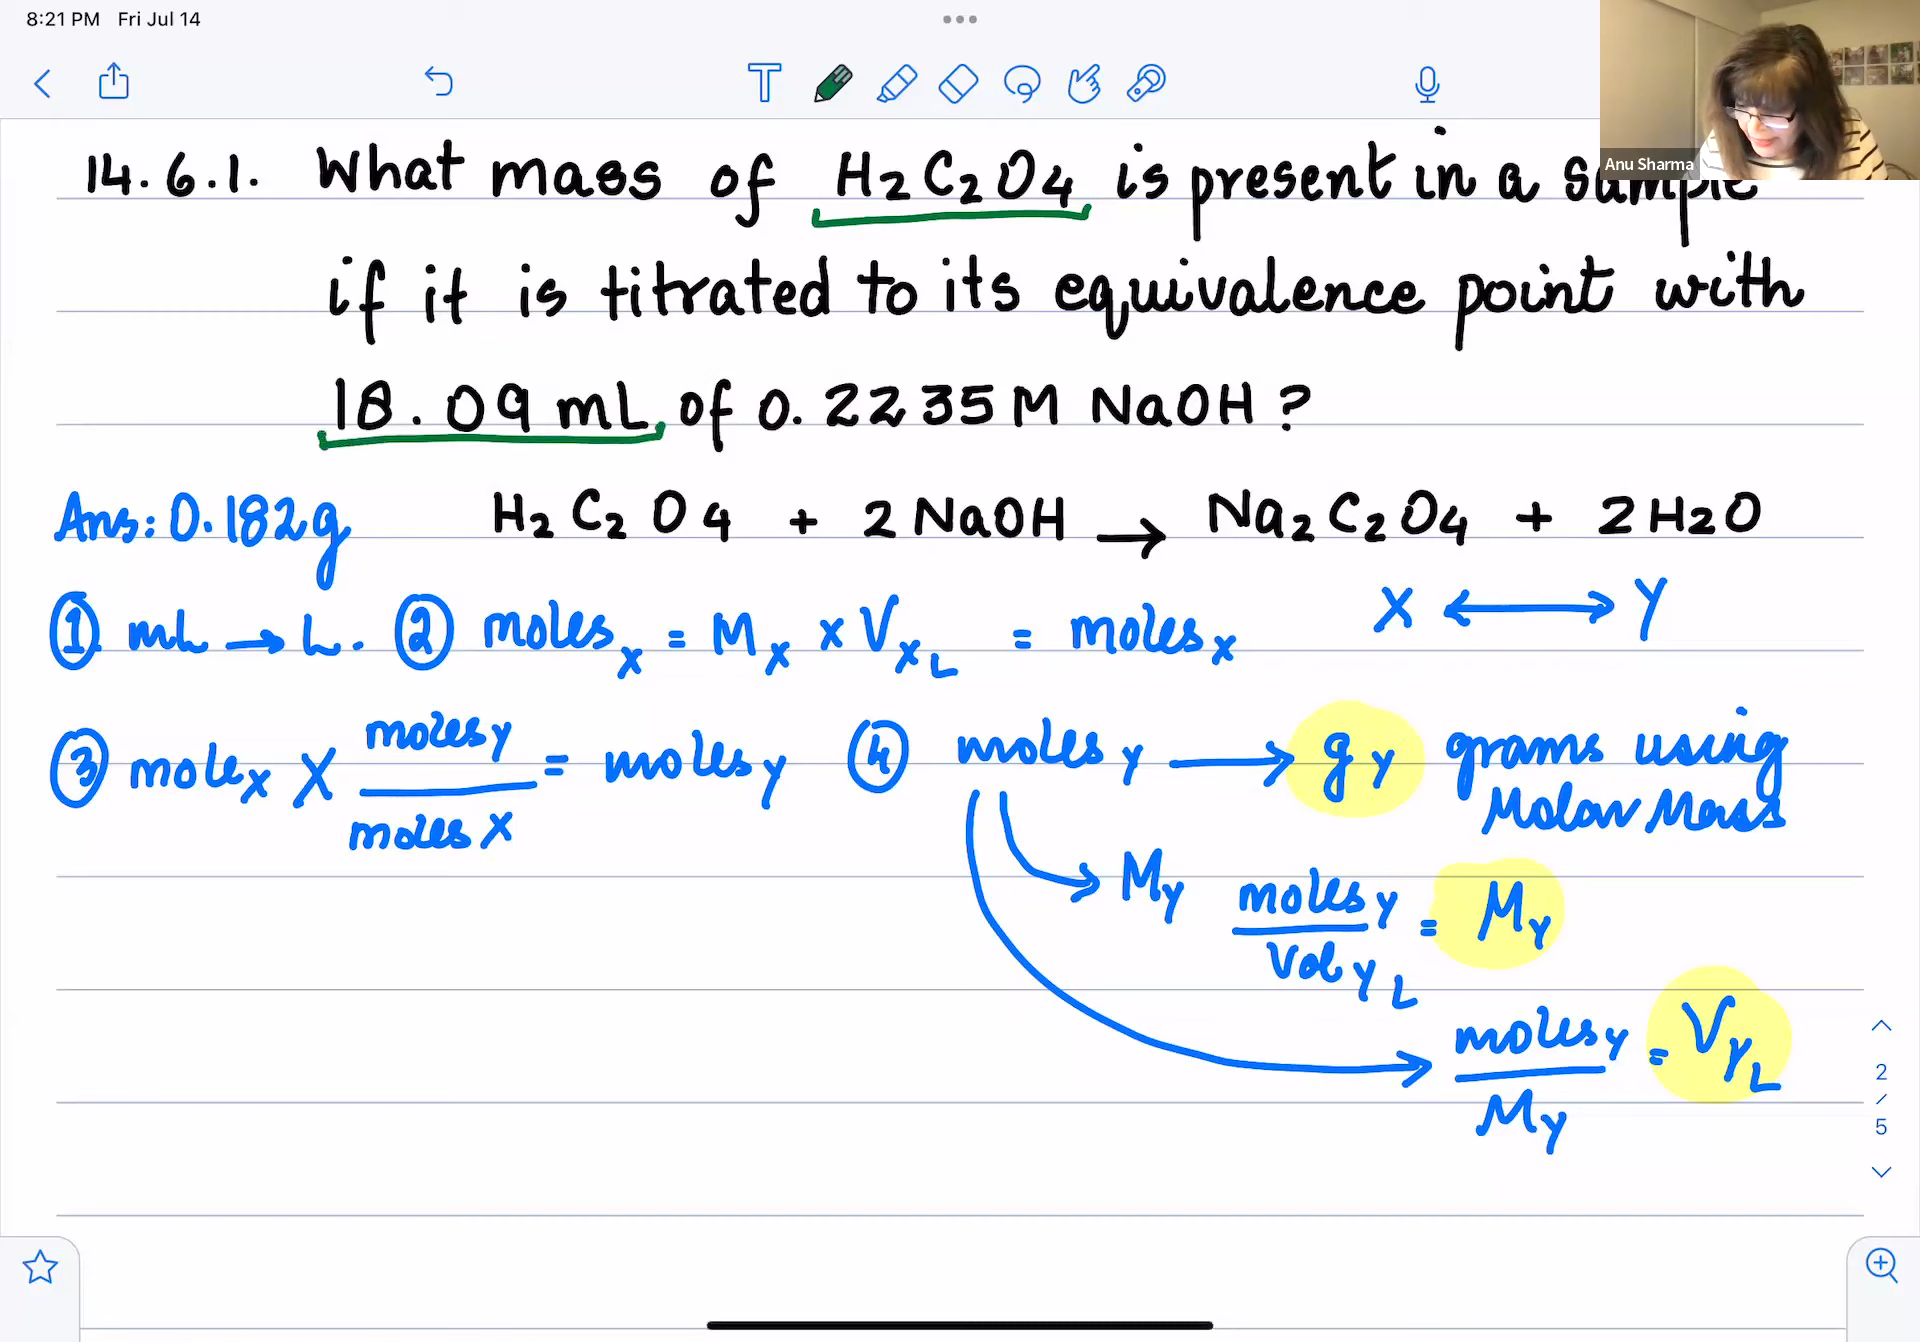 8:21 PM Fri Jul 14
Anu Sharma
14.6.1. What mass of H2C2O4 is present in a sample
if it is titrated to its equivalence point with
18.09 mL of 0.2235 M NaOH?
Ans: 0.182g H2C2O4 + 2NaOH → Na2C2O4 + 2H2O
① mL → L. ② molesx = Mx x VxL = molesx X ↔ Y
③ molex X molesy / moles X = molesy ④ molesy → gy grams using Molar Mass
My molesy / Vol yL = My
molesy / My = VyL
2 / 5